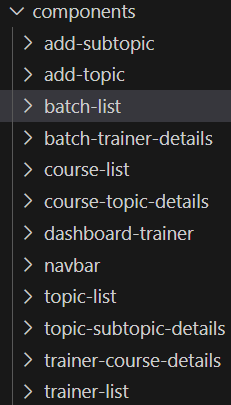 components
add-subtopic
add-topic
batch-list
batch-trainer-details
course-list
course-topic-details
dashboard-trainer
navbar
topic-list
topic-subtopic-details
trainer-course-details
trainer-list